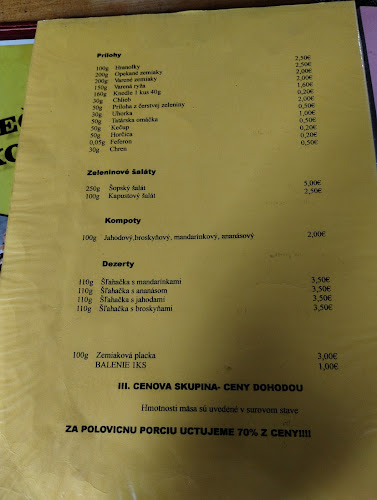 Prílohy
100g Hranolky 2,50€
200g Opekané zemiaky 2,50€
200g Varené zemiaky 2,00€
150g Varená ryža 2,00€
160g Knedle 1 kus 40g 1,60€
30g Chlieb 0,20€
50g Príloha z čerstvej zeleniny 2,00€
30g Uhorka 0,50€
50g Tatárska omáčka 1,00€
50g Kečup 0,50€
50g Horčica 0,20€
0,05g Feferon 0,20€
30g Chren 0,50€
Zeleninové šaláty
250g Šopský šalát 5,00€
100g Kapustový šalát 2,50€
Kompoty
100g Jahodový,broskyňový, mandarínkový, ananásový 2,00€
Dezerty
110g Šľahačka s mandarínkami 3,50€
110g Šľahačka s ananásom 3,50€
110g Šľahačka s jahodami 3,50€
110g Šľahačka s broskyňami 3,50€
100g Zemiaková placka 3,00€
BALENIE 1KS 1,00€
III. CENOVA SKUPINA- CENY DOHODOU
Hmotnosti mäsa sú uvedené v surovom stave
ZA POLOVICNU PORCIU UCTUJEME 70% Z CENY!!!!